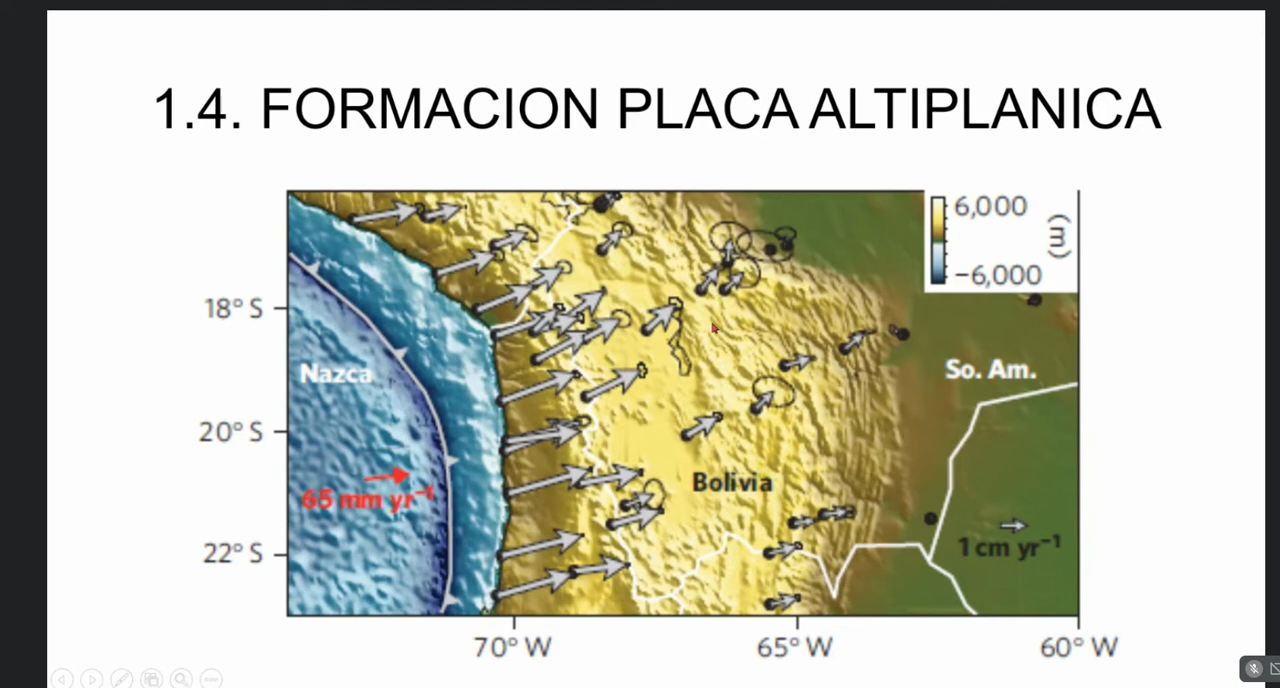 1.4. FORMACION PLACA ALTIPLANICA
6,000
(m)
−6,000
18° S
Nazca
So. Am.
20° S
Bolivia
65 mm yr⁻¹
1 cm yr⁻¹
22° S
70° W
65° W
60° W